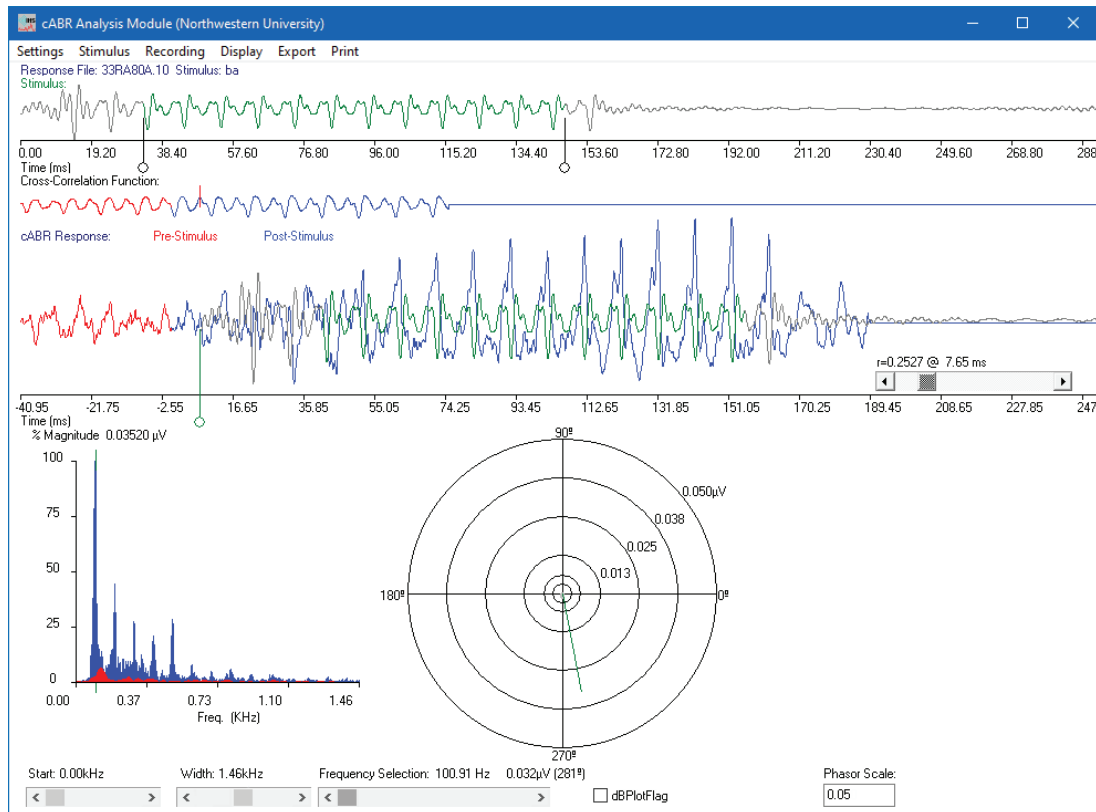 cABR Analysis Module (Northwestern University)
Settings Stimulus Recording Display Export Print
Response File: 33RA80A.10 Stimulus: ba
Stimulus:
0.00 19.20 38.40 57.60 76.80 96.00 115.20 134.40 153.60 172.80 192.00 211.20 230.40 249.60 268.80 288
Time (ms)
Cross-Correlation Function:
cABR Response: Pre-Stimulus Post-Stimulus
r=0.2527 @ 7.65 ms
-40.95 -21.75 -2.55 16.65 35.85 55.05 74.25 93.45 112.65 131.85 151.05 170.25 189.45 208.65 227.85 247
Time (ms)
% Magnitude 0.03520 µV
100
75
50
25
0
0.00 0.37 0.73 1.10 1.46
Freq. (KHz)
90º
0.050µV
0.038
0.025
0.013
180º
0º
270º
Start: 0.00kHz Width: 1.46kHz Frequency Selection: 100.91 Hz 0.032µV (281º)
dBPlotFlag
Phasor Scale:
0.05